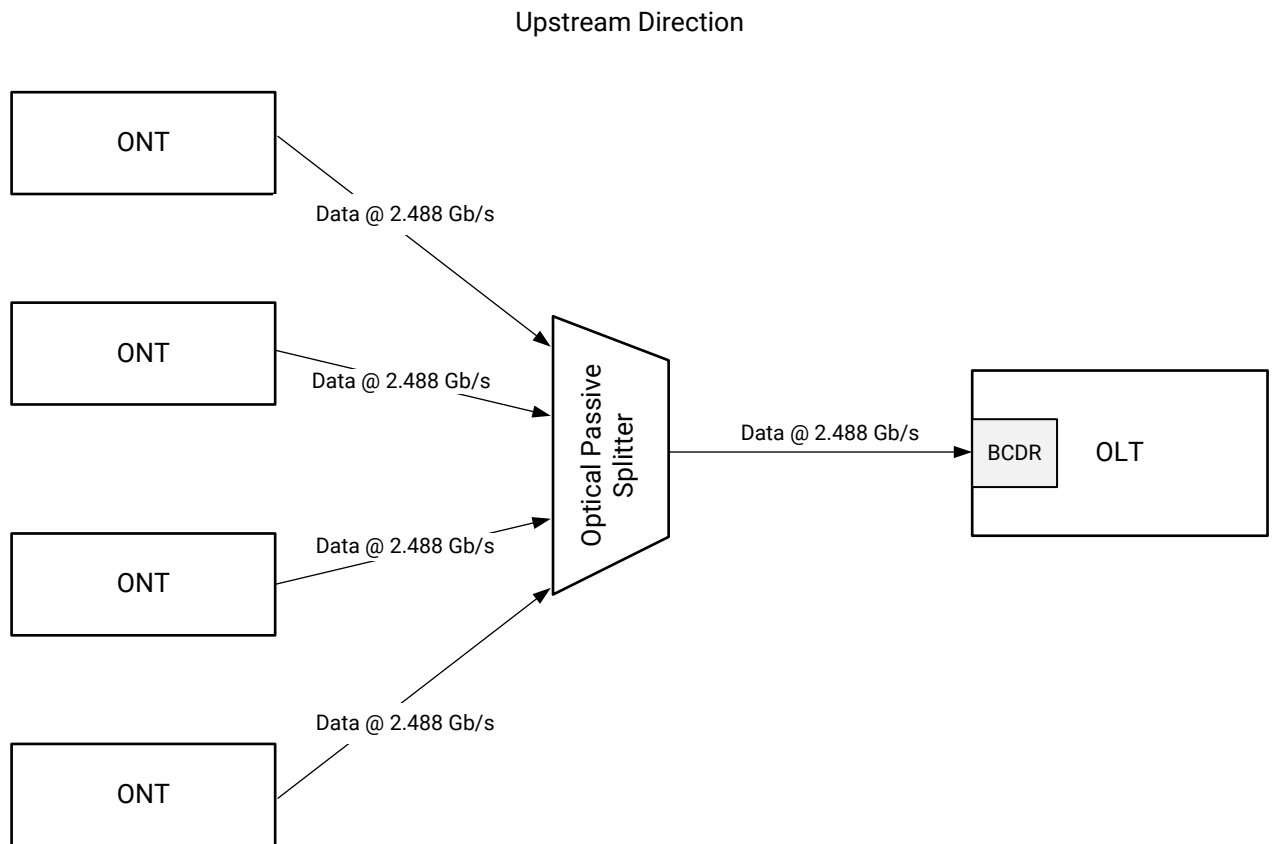 Upstream Direction
ONT
Data @ 2.488 Gb/s
ONT
Data @ 2.488 Gb/s
Optical Passive
Splitter
Data @ 2.488 Gb/s
BCDR
OLT
Data @ 2.488 Gb/s
ONT
Data @ 2.488 Gb/s
ONT